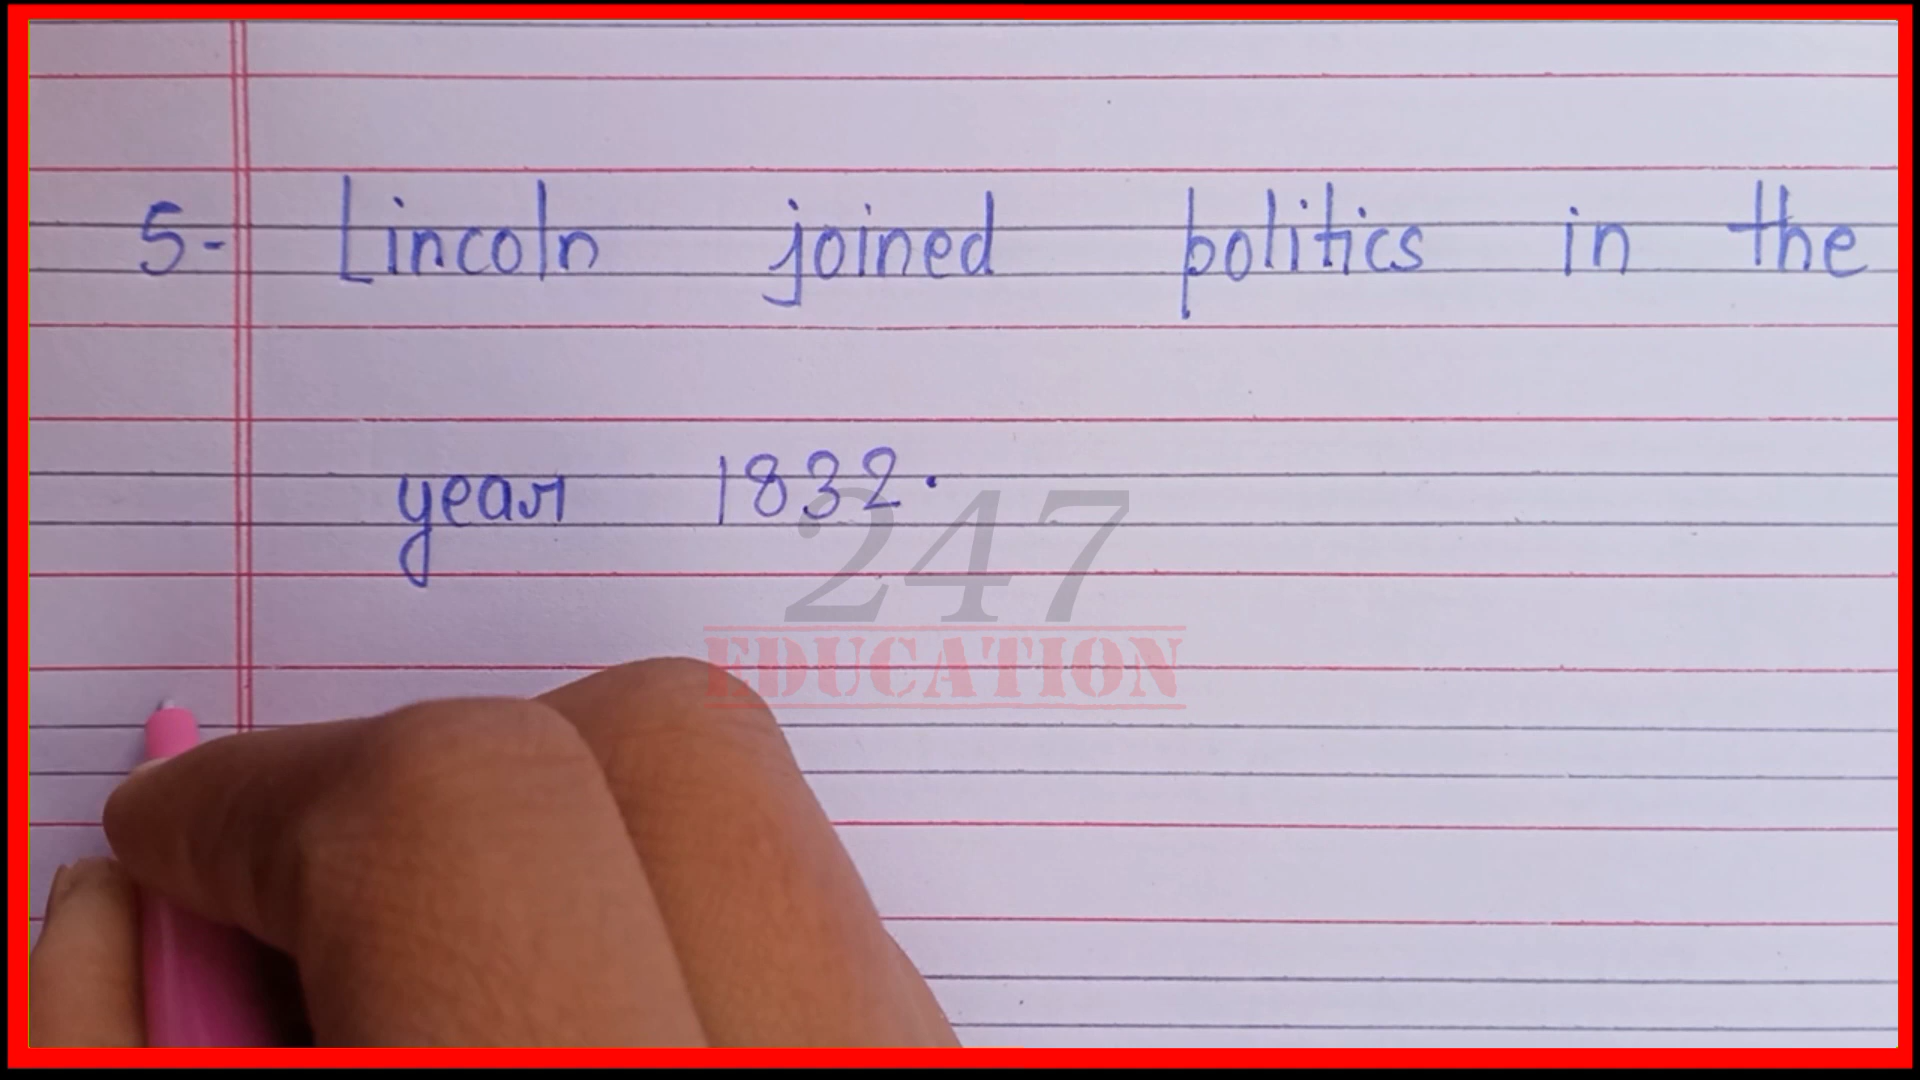 5- Lincoln joined politics in the
year 1832.
247
EDUCATION